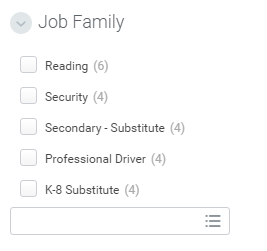 Job Family
Reading (6)
Security (4)
Secondary - Substitute (4)
Professional Driver (4)
K-8 Substitute (4)